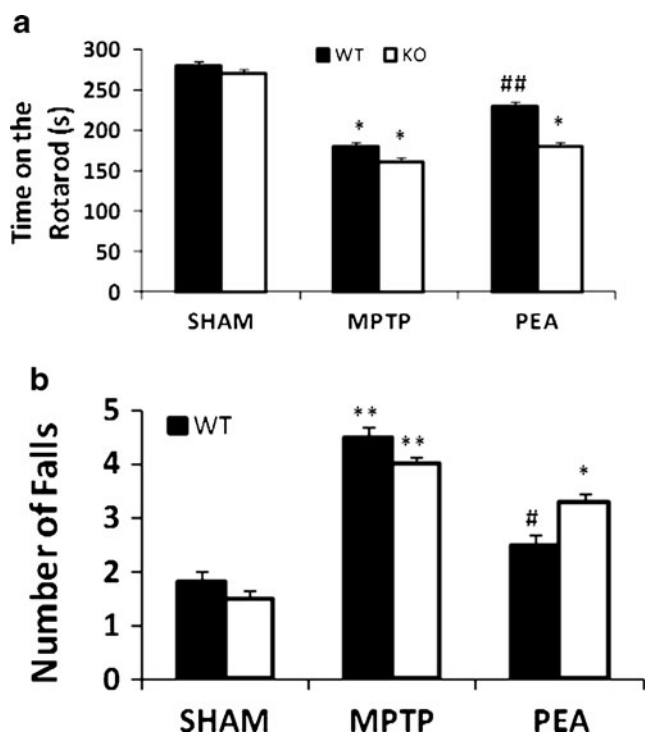 a
300
250
200
150
100
50
0
Time on the
Rotarod (s)
WT KO
* *
## *
SHAM MPTP PEA
b
5
4
3
2
1
0
Number of Falls
WT
** **
# *
SHAM MPTP PEA